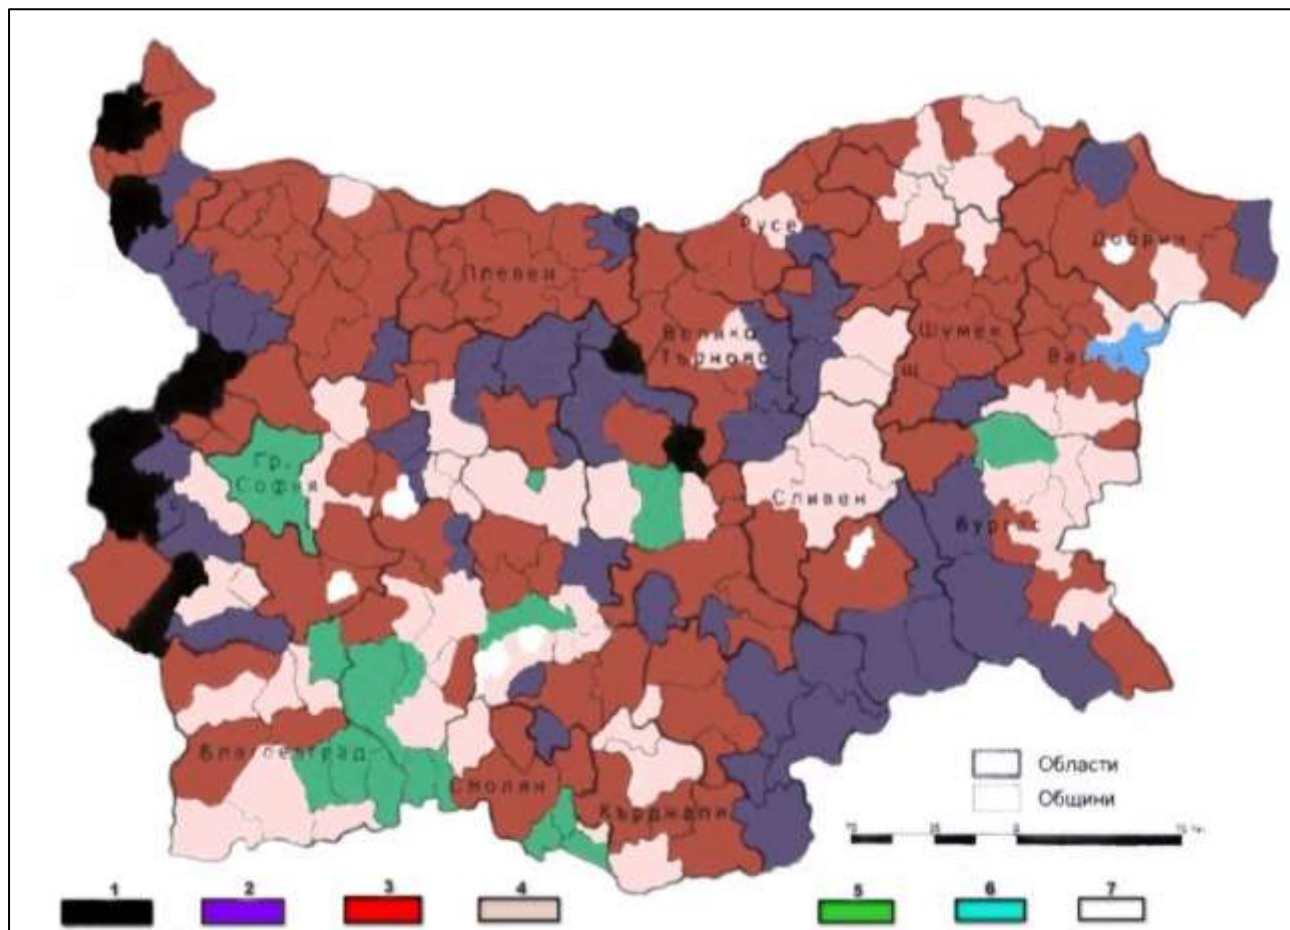 Русе
Добрич
Плевен
Велико
Търново
Шумен
Варна
Щ
Гр.
София
Сливен
Бургас
Благоевград
Смолян
Кърджали
Области
Общини
1 2 3 4 5 6 7